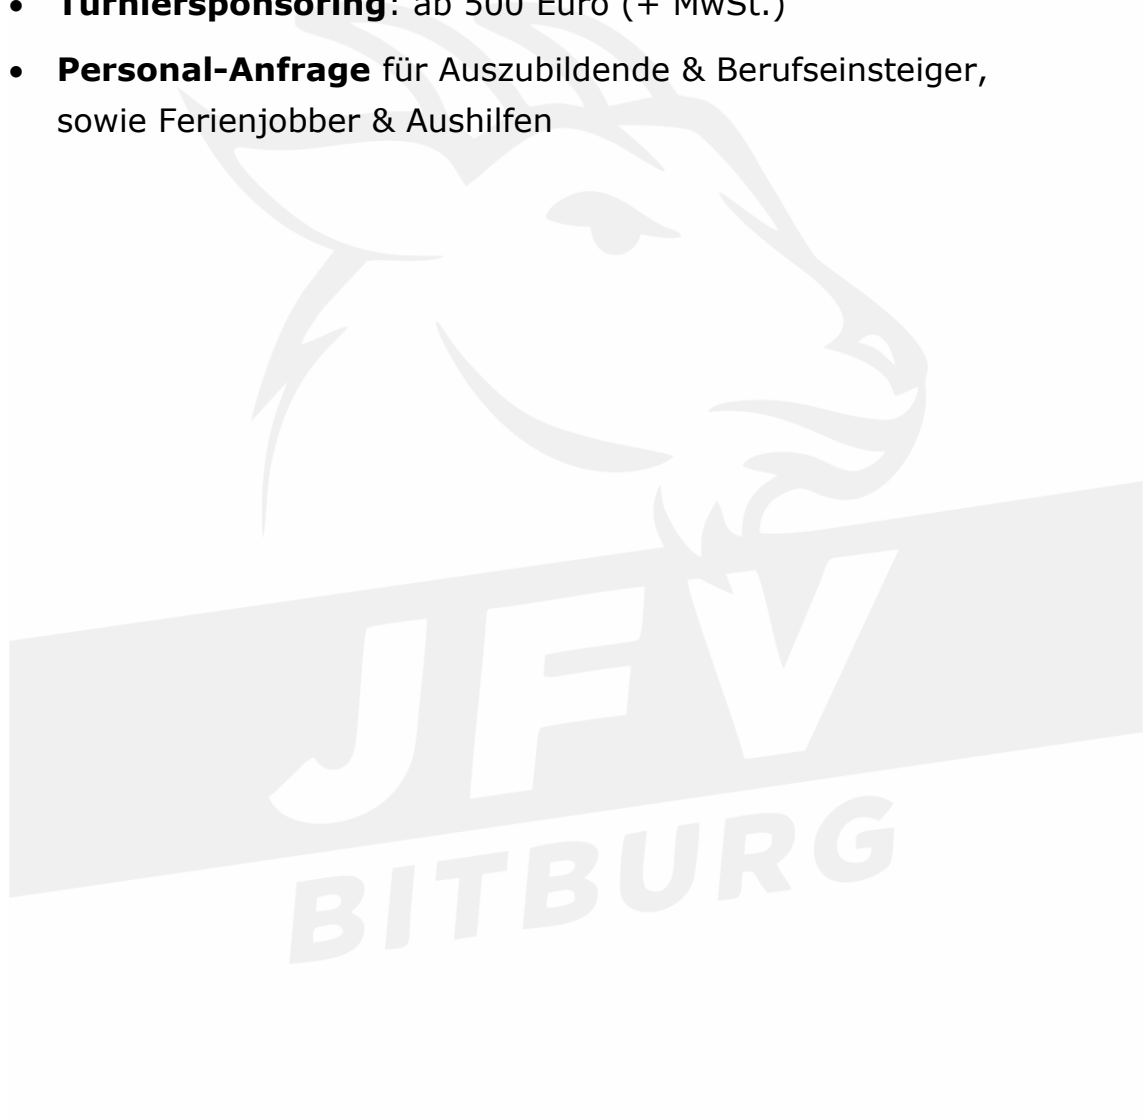 • Turniersponsoring: ab 500 Euro (+ MwSt.)
• Personal-Anfrage für Auszubildende & Berufseinsteiger,
sowie Ferienjobber & Aushilfen
JFV
BITBURG